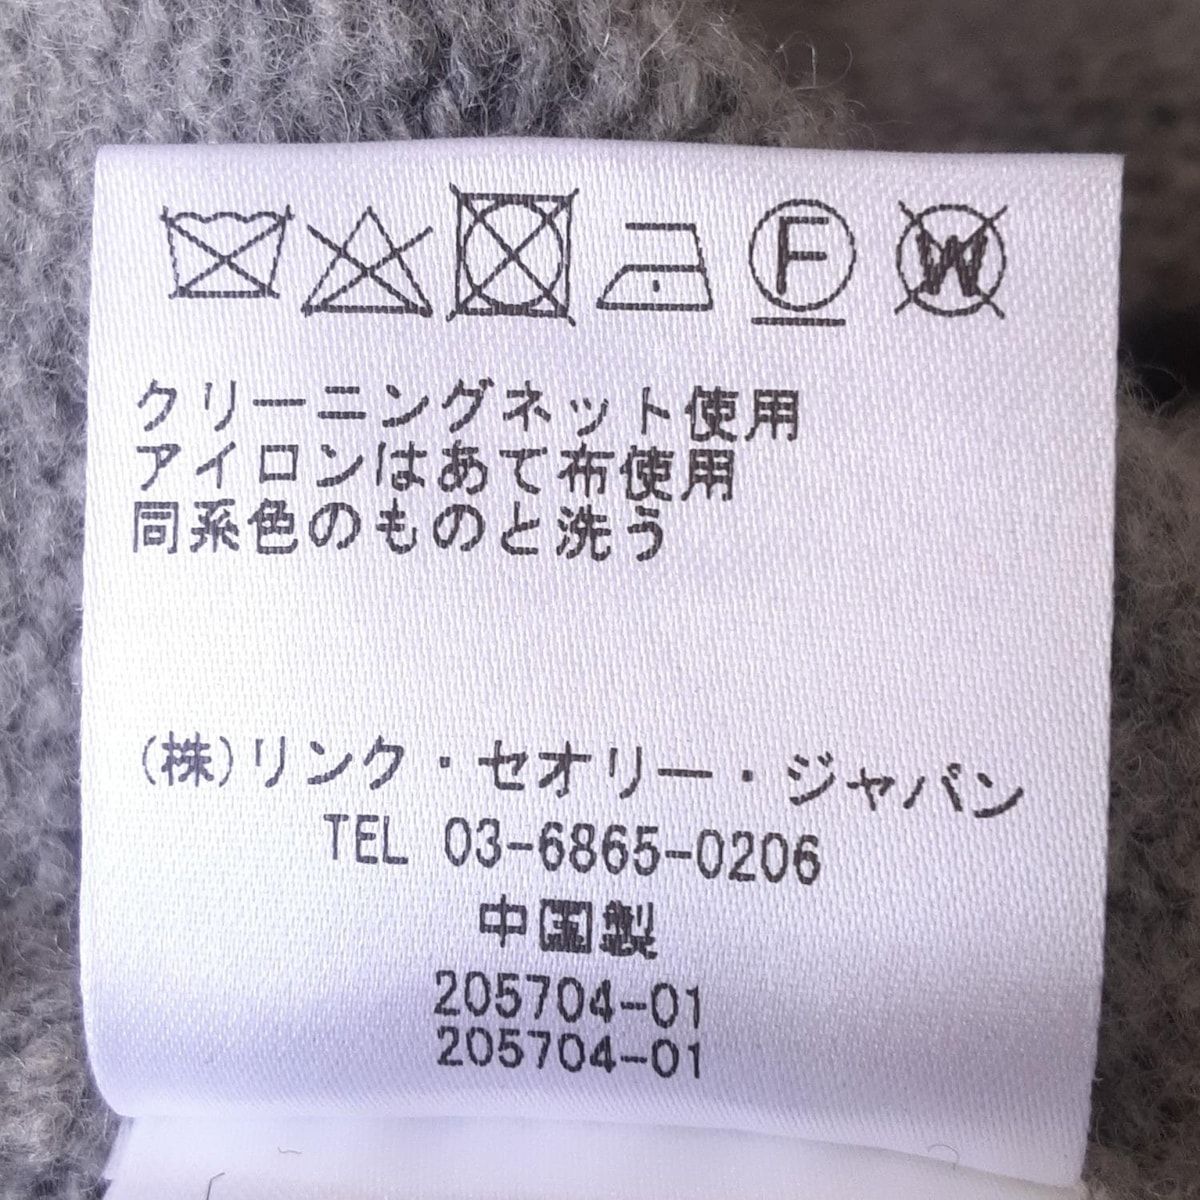 F W
クリーニングネット使用
アイロンはあて布使用
同系色のものと洗う
(株)リンク・セオリー・ジャパン
TEL 03-6865-0206
中国製
205704-01
205704-01